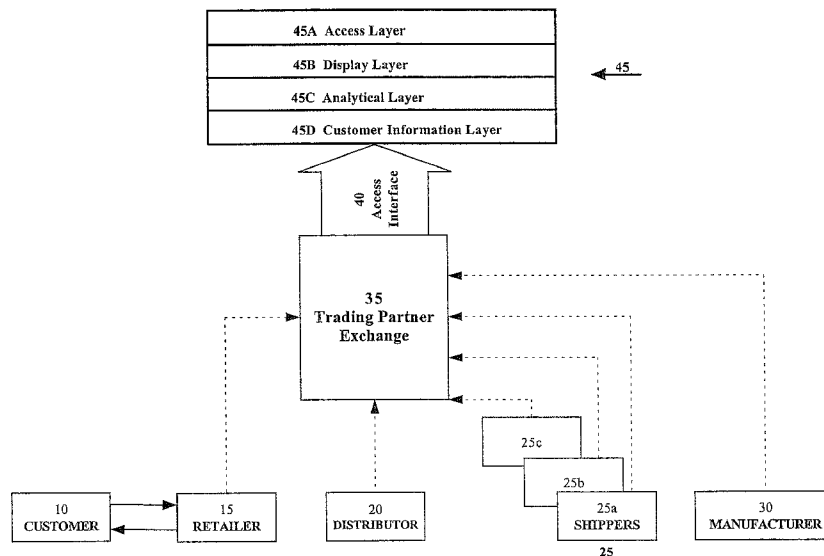 45A Access Layer
45B Display Layer
45
45C Analytical Layer
45D Customer Information Layer
40
Access
Interface
35
Trading Partner
Exchange
25c
25b
10
CUSTOMER
15
RETAILER
20
DISTRIBUTOR
25a
SHIPPERS
30
MANUFACTURER
25